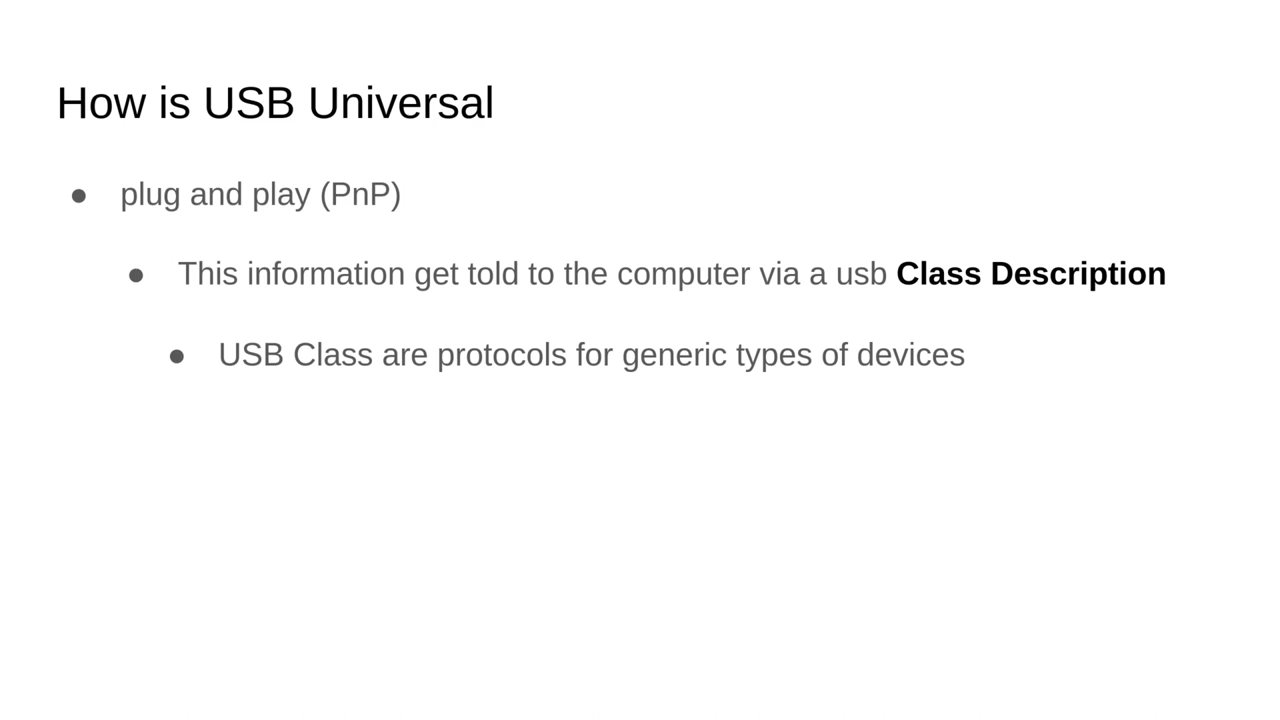 How is USB Universal
● plug and play (PnP)
● This information get told to the computer via a usb Class Description
● USB Class are protocols for generic types of devices